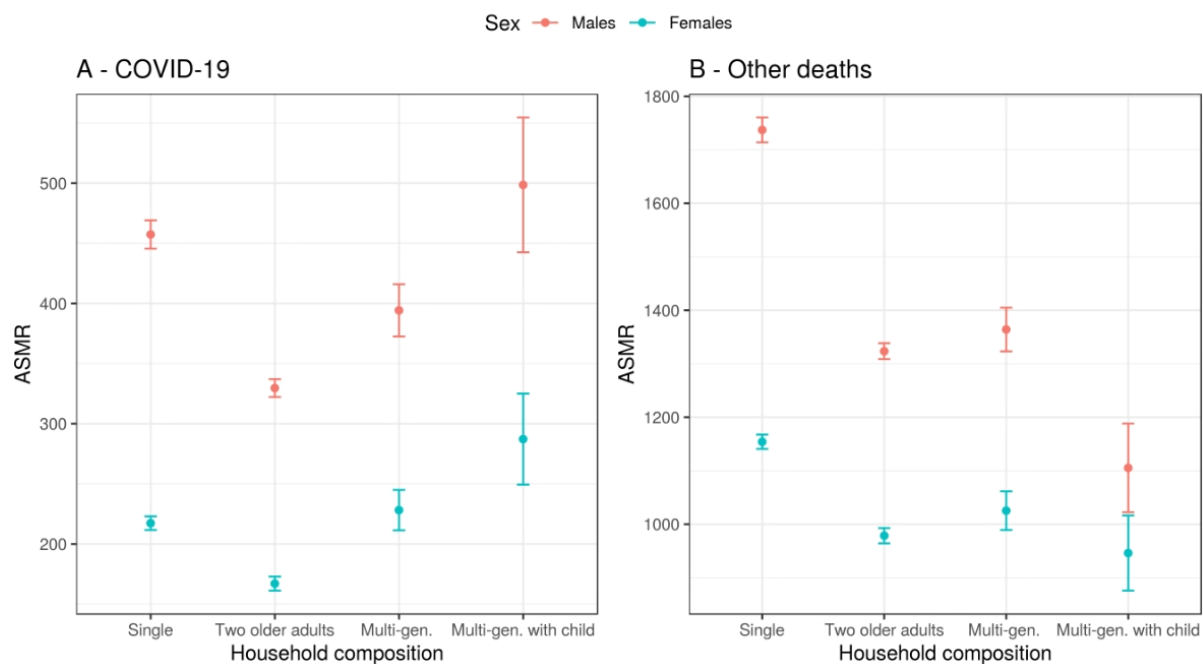 Sex Males Females
A - COVID-19
ASMR
500
400
300
200
Single Two older adults Multi-gen. Multi-gen. with child
Household composition
B - Other deaths
ASMR
1800
1600
1400
1200
1000
Single Two older adults Multi-gen. Multi-gen. with child
Household composition